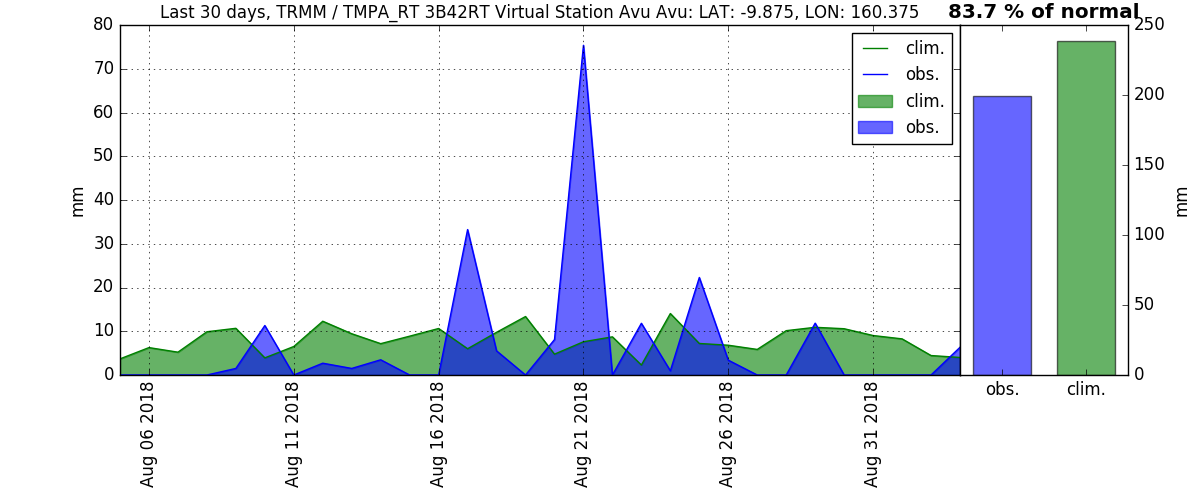 Last 30 days, TRMM / TMPA_RT 3B42RT Virtual Station Avu Avu: LAT: -9.875, LON: 160.375
83.7 % of normal
80
70
60
50
40
30
20
10
0
mm
clim.
obs.
clim.
obs.
Aug 06 2018
Aug 11 2018
Aug 16 2018
Aug 21 2018
Aug 26 2018
Aug 31 2018
250
200
150
100
50
0
mm
obs.
clim.